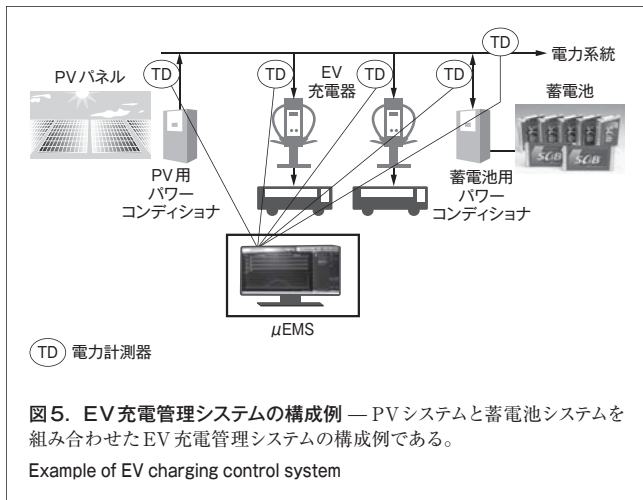 TD
電力系統
PVパネル
TD
TD
EV
充電器
TD
TD
蓄電池
SCiB
SCiB
PV用
パワー
コンディショナ
蓄電池用
パワー
コンディショナ
μEMS
TD 電力計測器
図5．EV充電管理システムの構成例 — PVシステムと蓄電池システムを
組み合わせたEV充電管理システムの構成例である。
Example of EV charging control system